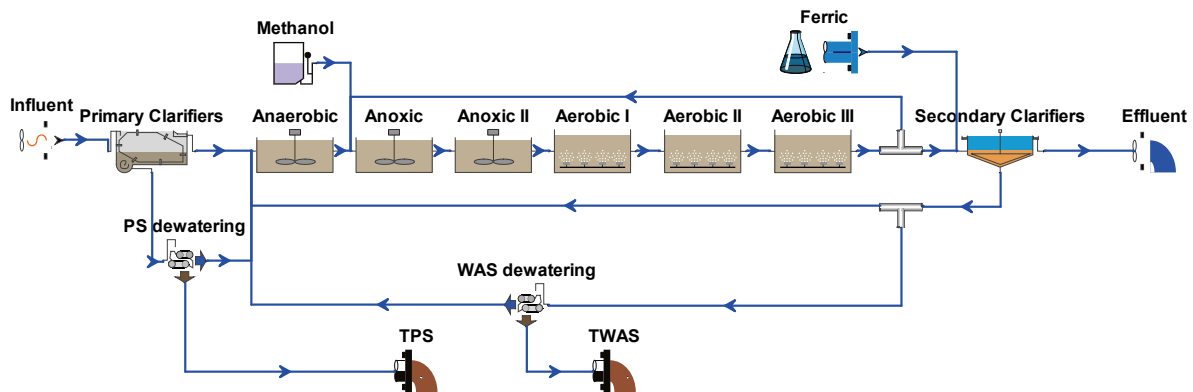 Methanol
Ferric
Influent
Primary Clarifiers
Anaerobic
Anoxic
Anoxic II
Aerobic I
Aerobic II
Aerobic III
Secondary Clarifiers
Effluent
PS dewatering
WAS dewatering
TPS
TWAS